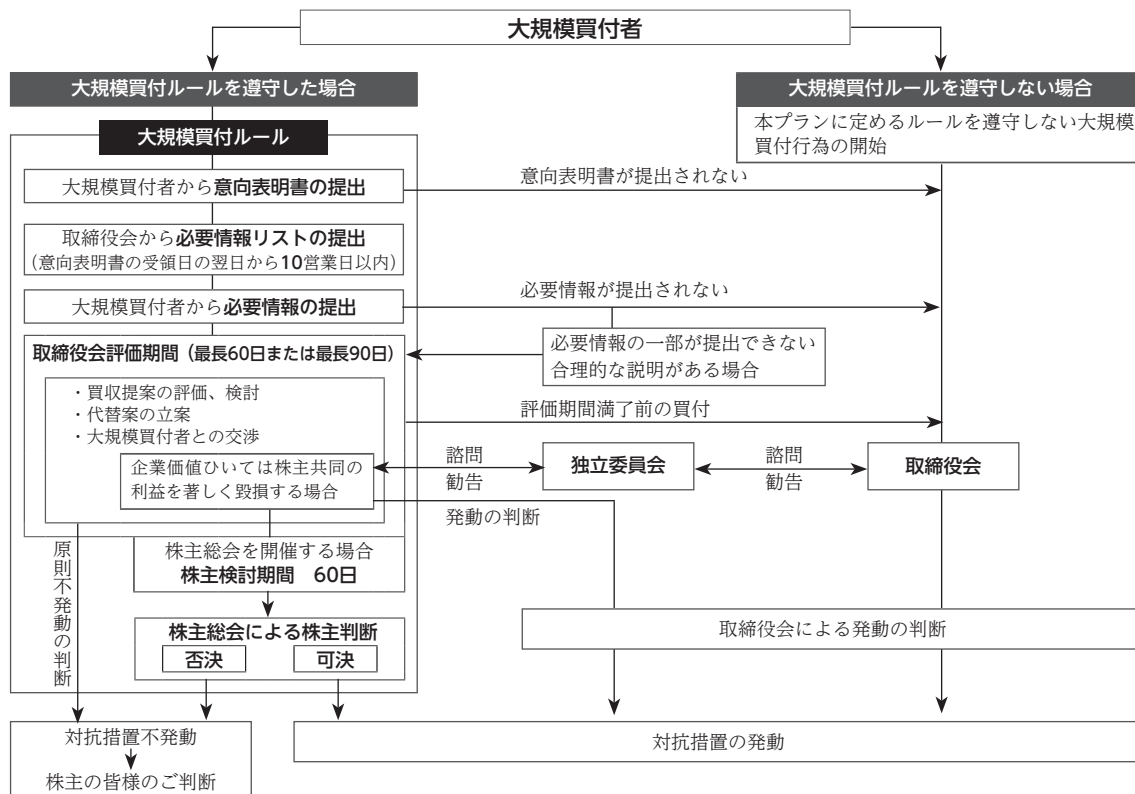 大規模買付者
大規模買付ルールを遵守した場合
大規模買付ルールを遵守しない場合
本プランに定めるルールを遵守しない大規模
買付行為の開始
大規模買付ルール
大規模買付者から意向表明書の提出
意向表明書が提出されない
取締役会から必要情報リストの提出
（意向表明書の受領日の翌日から10営業日以内）
大規模買付者から必要情報の提出
必要情報が提出されない
必要情報の一部が提出できない
合理的な説明がある場合
取締役会評価期間（最長60日または最長90日）
・買収提案の評価、検討
・代替案の立案
・大規模買付者との交渉
評価期間満了前の買付
企業価値ひいては株主共同の
利益を著しく毀損する場合
諮問
勧告
独立委員会
諮問
勧告
取締役会
発動の判断
原則不発動の判断
株主総会を開催する場合
株主検討期間　60日
株主総会による株主判断
否決
可決
取締役会による発動の判断
対抗措置不発動
株主の皆様のご判断
対抗措置の発動